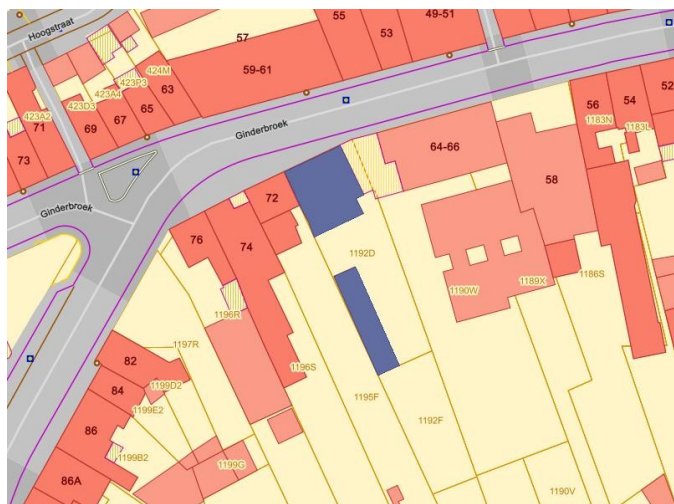 Hoogstraat
57
55
53
49-51
59-61
424M
423P3
423A4
423D3
423A2
63
65
67
69
71
73
Ginderbroek
Ginderbroek
56
54
52
1183N
1183L
64-66
58
72
76
74
1192D
1190W
1189X
1186S
1196R
1197R
1196S
82
84
1199D2
1199E2
86
1199B2
86A
1199G
1195F
1192F
1190V